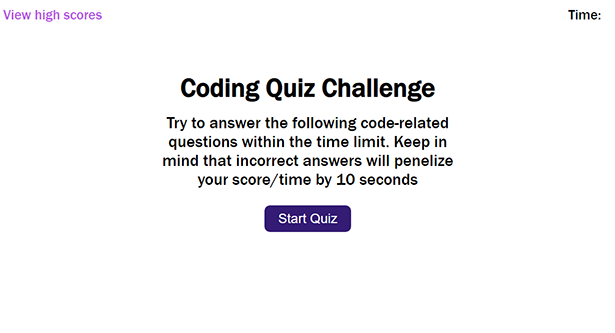 View high scores
Time:
Coding Quiz Challenge
Try to answer the following code-related
questions within the time limit. Keep in
mind that incorrect answers will penelize
your score/time by 10 seconds
Start Quiz